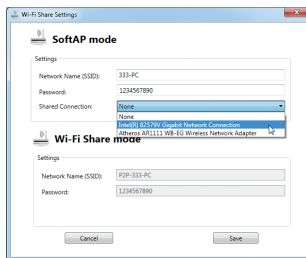 Wi-Fi Share Settings
SoftAP mode
Settings
Network Name (SSID): 333-PC
Password: 1234567890
Shared Connection: None
None
Intel(R) 82579V Gigabit Network Connection
Atheros AR1111 WB-EG Wireless Network Adapter
Wi-Fi Share mode
Settings
Network Name (SSID): P2P-333-PC
Password: 1234567890
Cancel Save